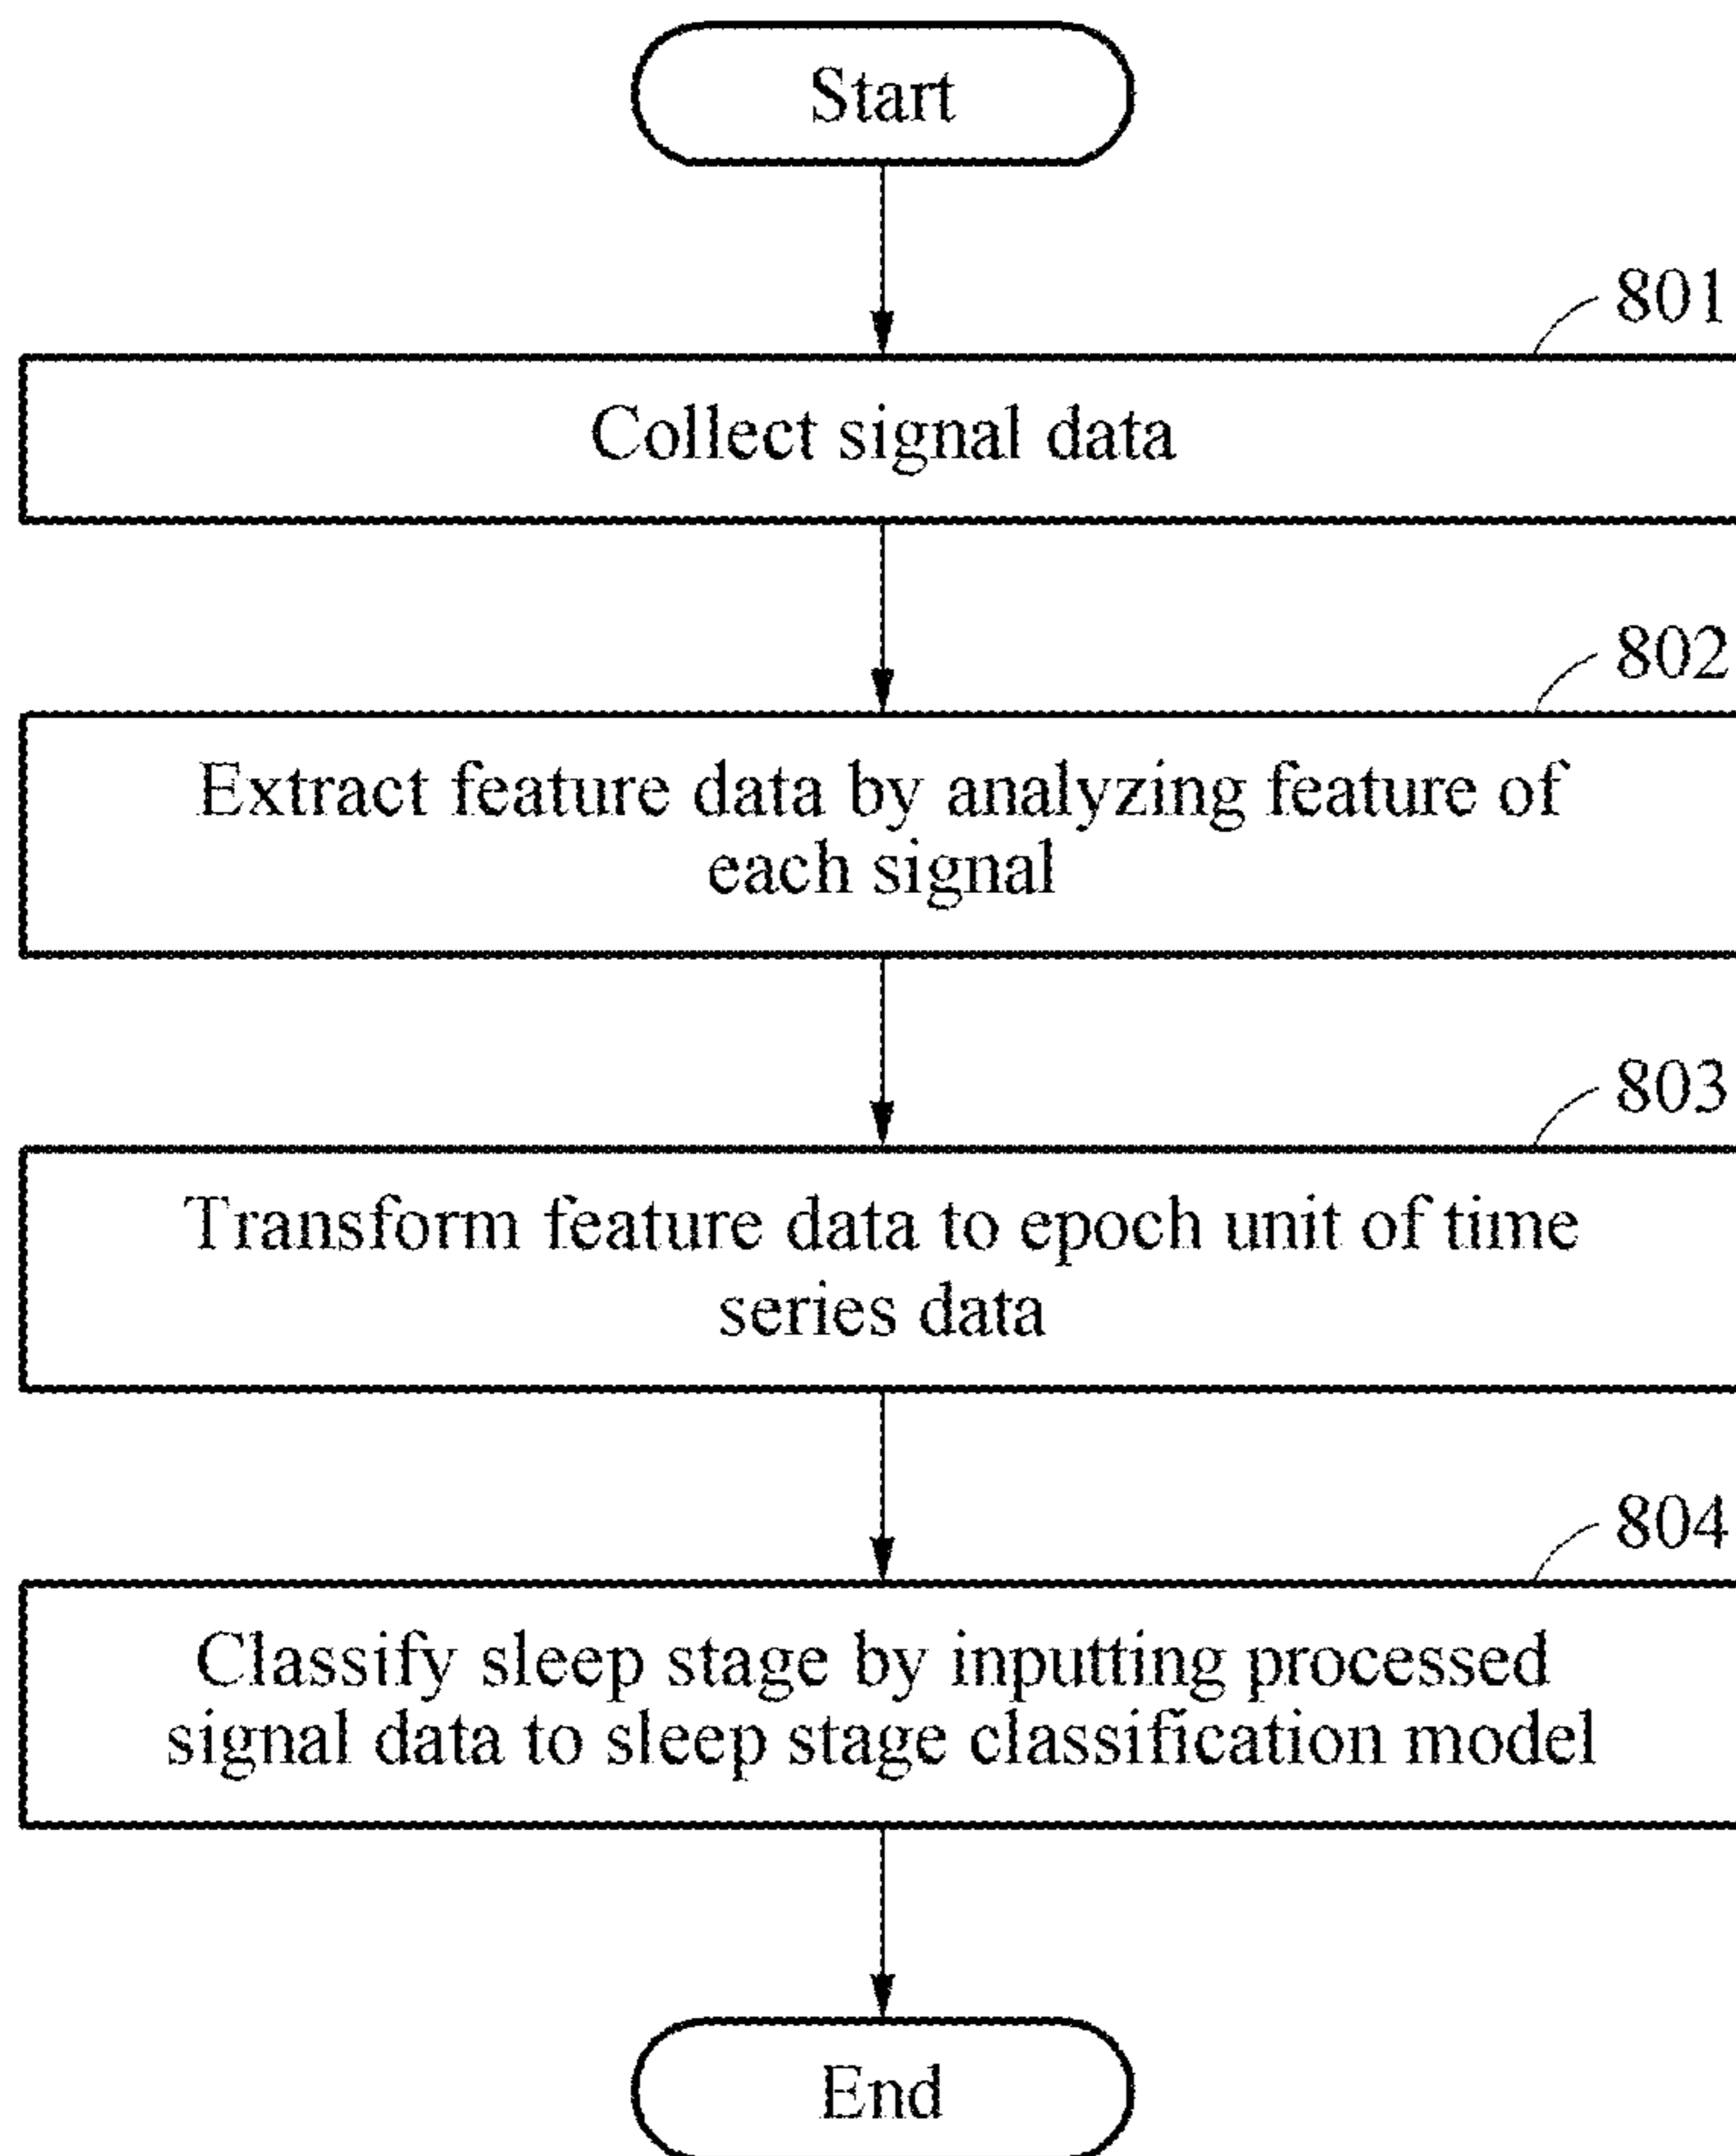 Start
801
Collect signal data
802
Extract feature data by analyzing feature of
each signal
803
Transform feature data to epoch unit of time
series data
804
Classify sleep stage by inputting processed
signal data to sleep stage classification model
End